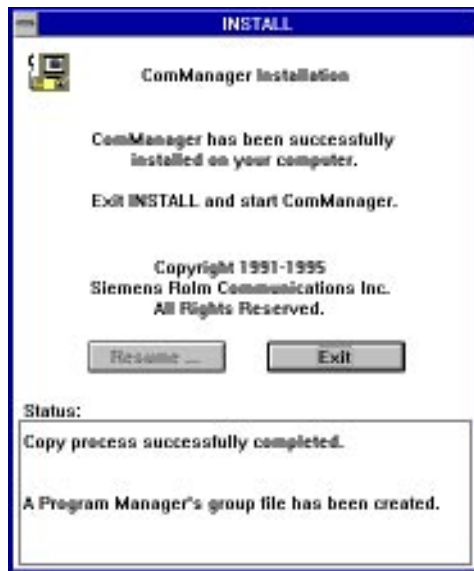 INSTALL
ComManager Installation
ComManager has been successfully
installed on your computer.
Exit INSTALL and start ComManager.
Copyright 1991-1995
Siemens Rolm Communications Inc.
All Rights Reserved.
Resume ...
Exit
Status:
Copy process successfully completed.
A Program Manager's group file has been created.